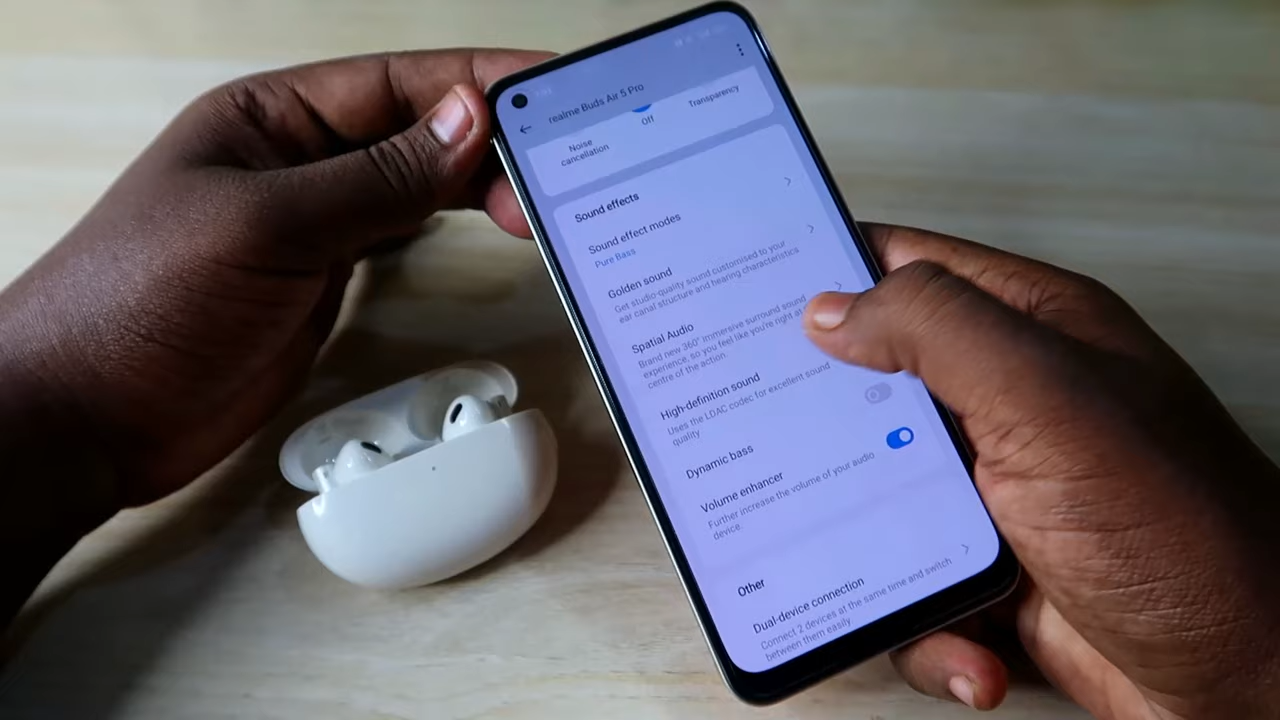 realme Buds Air 5 Pro
Noise
cancellation
Off
Transparency
Sound effects
Sound effect modes
Pure Bass
Golden sound
Get studio-quality sound customised to your
ear canal structure and hearing characteristics
Spatial Audio
Brand new 360° immersive surround sound
experience, so you feel like you're right at
centre of the action.
High-definition sound
Uses the LDAC codec for excellent sound
quality
Dynamic bass
Volume enhancer
Further increase the volume of your audio
device.
Other
Dual-device connection
Connect 2 devices at the same time and switch
between them easily.